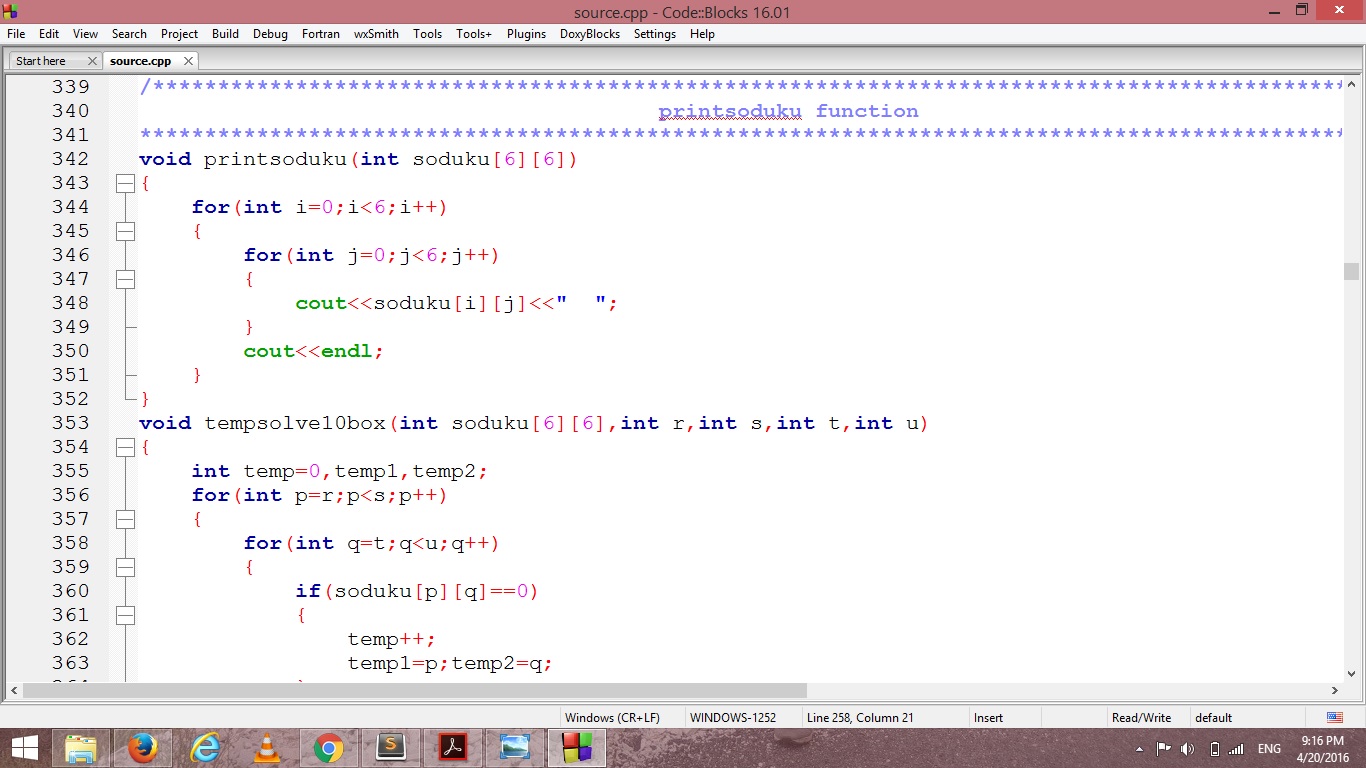 source.cpp - Code::Blocks 16.01
File Edit View Search Project Build Debug Fortran wxSmith Tools Tools+ Plugins DoxyBlocks Settings Help
Start here source.cpp
339 /********************************************************************************************
340 printsoduku function
341 *********************************************************************************************
342 void printsoduku(int soduku[6][6])
343 {
344     for(int i=0;i<6;i++)
345     {
346         for(int j=0;j<6;j++)
347         {
348             cout<<soduku[i][j]<<"  ";
349         }
350         cout<<endl;
351     }
352 }
353 void tempsolve10box(int soduku[6][6],int r,int s,int t,int u)
354 {
355     int temp=0,temp1,temp2;
356     for(int p=r;p<s;p++)
357     {
358         for(int q=t;q<u;q++)
359         {
360             if(soduku[p][q]==0)
361             {
362                 temp++;
363                 temp1=p;temp2=q;
Windows (CR+LF) WINDOWS-1252 Line 258, Column 21 Insert Read/Write default
ENG
9:16 PM
4/20/2016